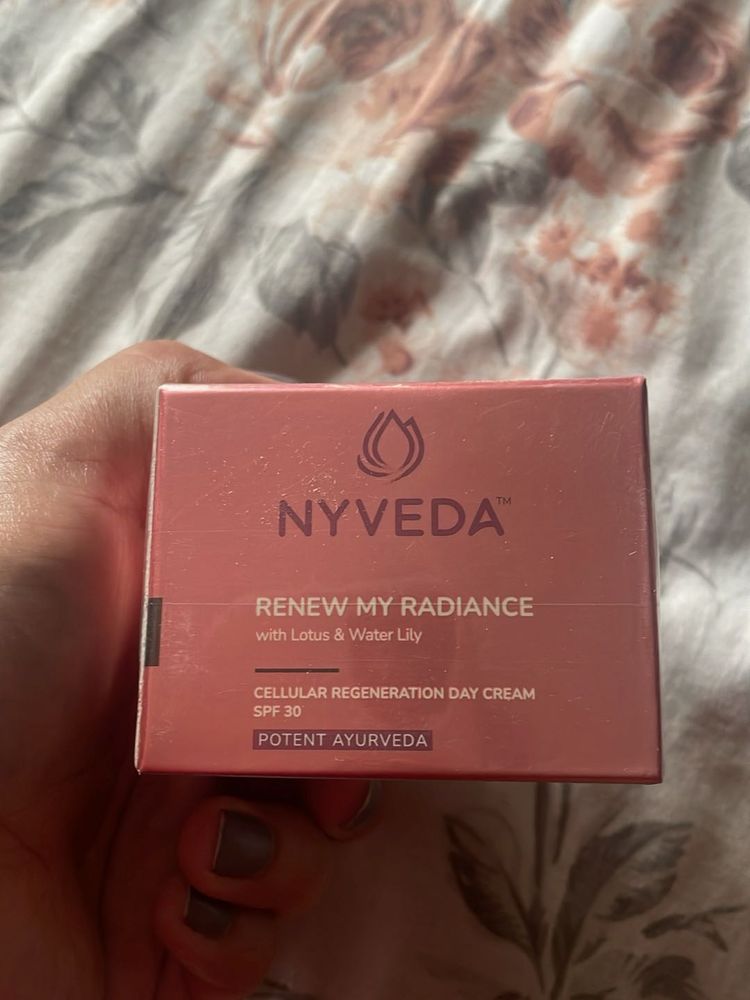 NYVEDA™
RENEW MY RADIANCE
with Lotus & Water Lily
CELLULAR REGENERATION DAY CREAM
SPF 30
POTENT AYURVEDA